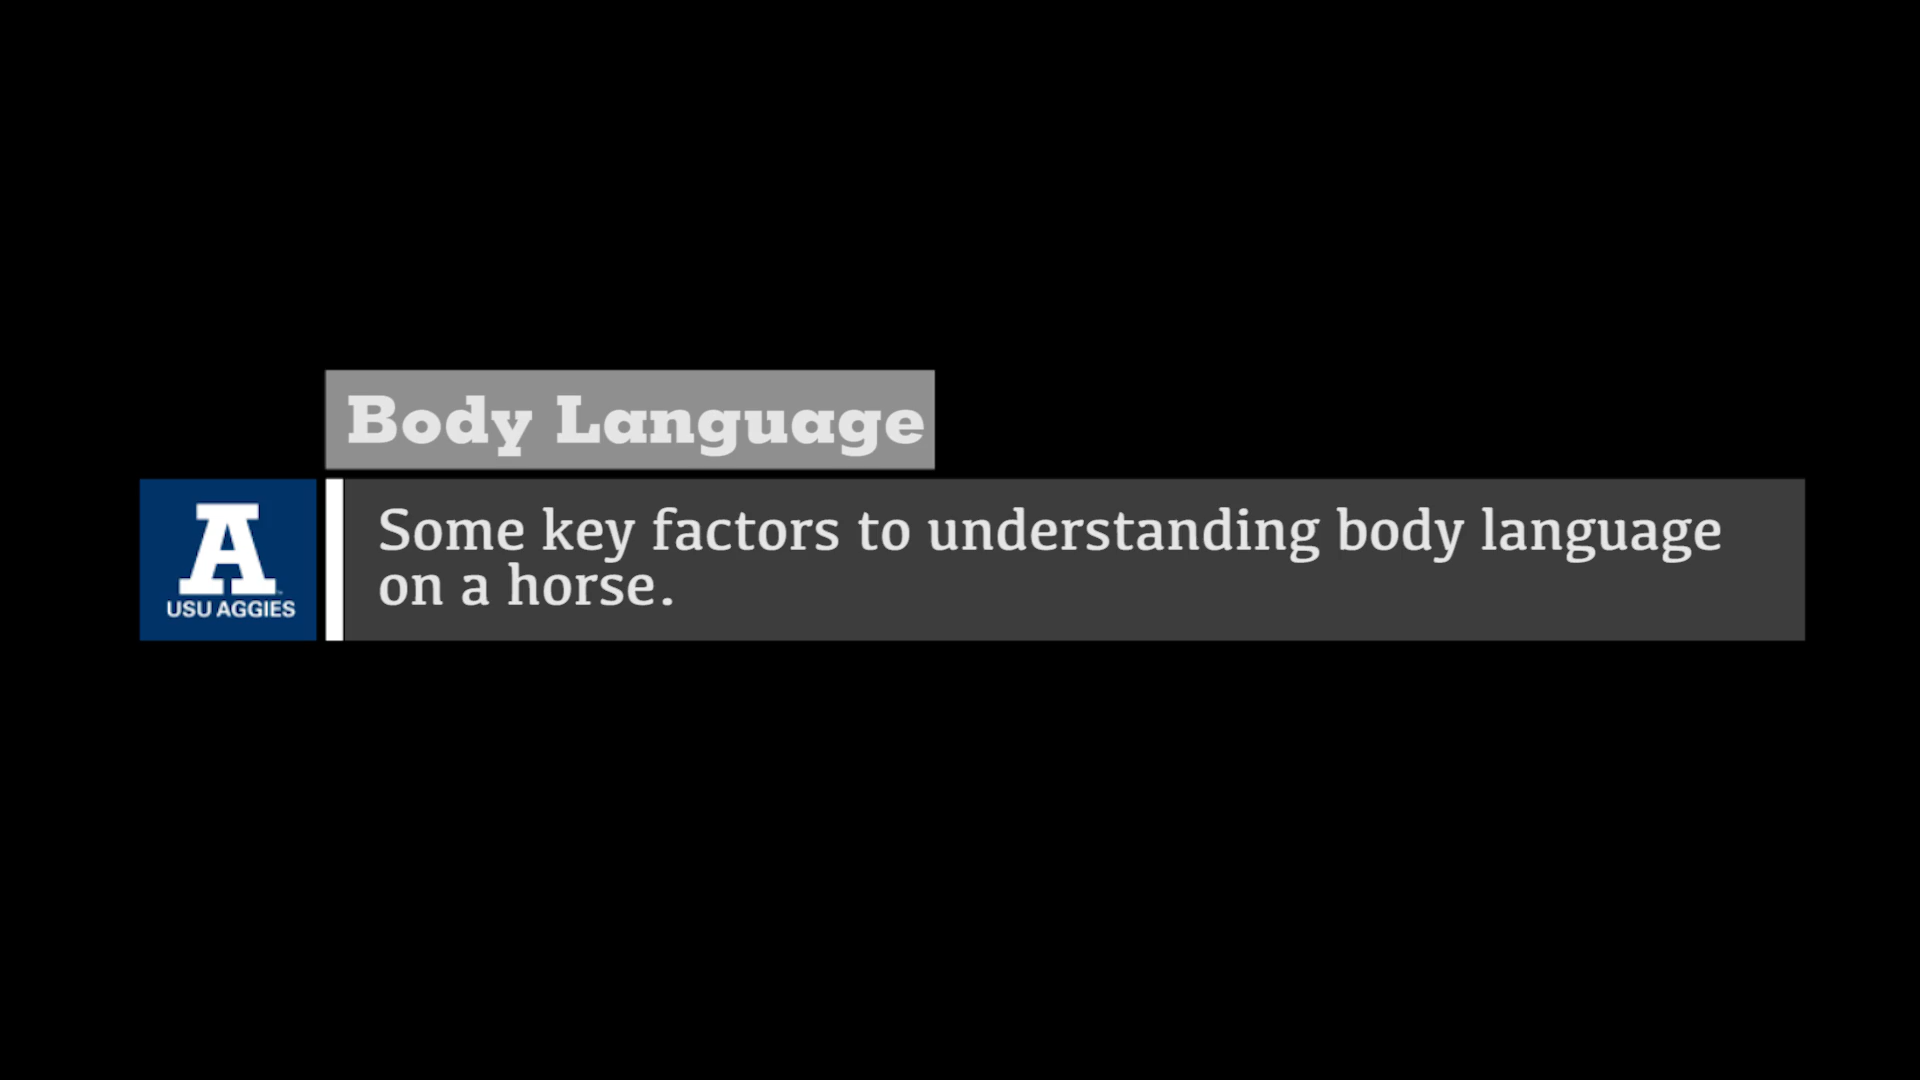 Body Language
A
USU AGGIES
Some key factors to understanding body language
on a horse.